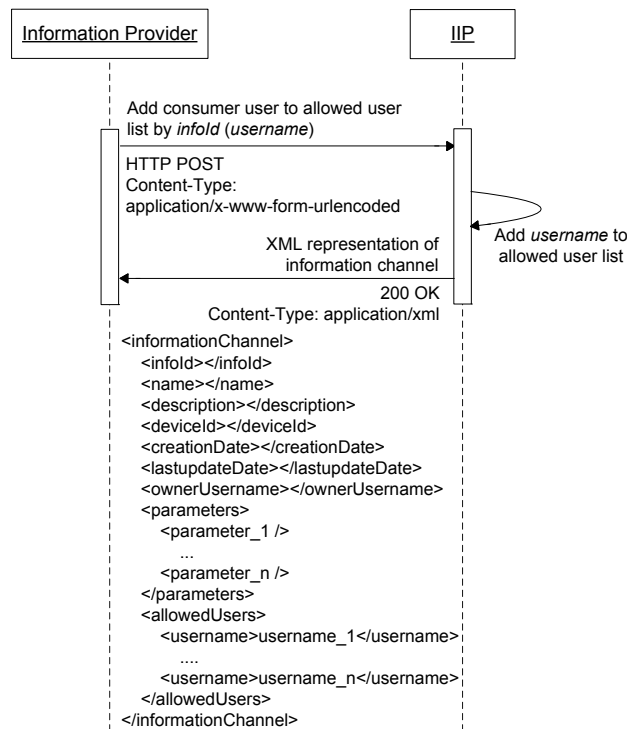 Information Provider
IIP
Add consumer user to allowed user
list by infoId (username)
HTTP POST
Content-Type:
application/x-www-form-urlencoded
Add username to
allowed user list
XML representation of
information channel
200 OK
Content-Type: application/xml
<informationChannel>
<infoId></infoId>
<name></name>
<description></description>
<deviceId></deviceId>
<creationDate></creationDate>
<lastupdateDate></lastupdateDate>
<ownerUsername></ownerUsername>
<parameters>
<parameter_1 />
...
<parameter_n />
</parameters>
<allowedUsers>
<username>username_1</username>
....
<username>username_n</username>
</allowedUsers>
</informationChannel>